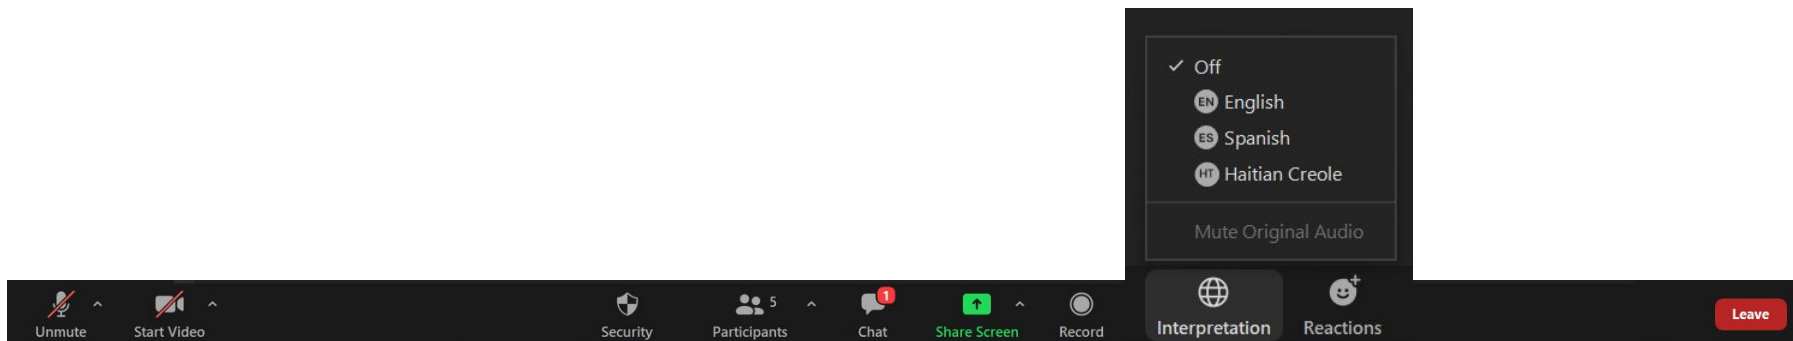 Off
EN English
ES Spanish
HT Haitian Creole
Mute Original Audio
Unmute
Start Video
Security
5
Participants
1
Chat
Share Screen
Record
Interpretation
Reactions
Leave